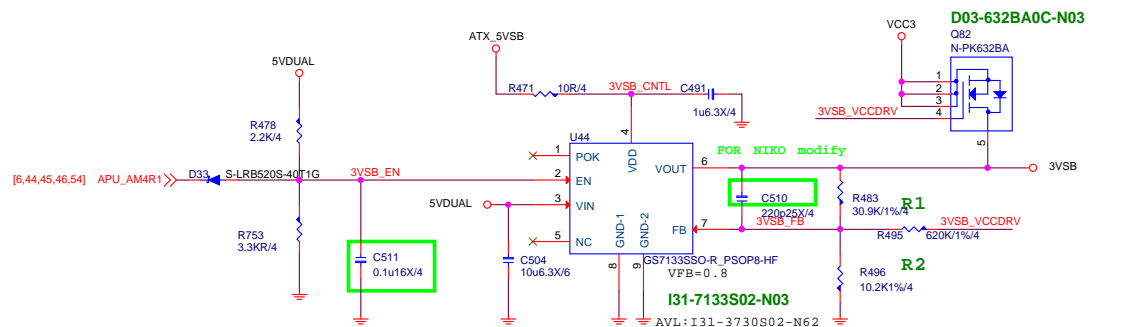 D03-632BA0C-N03
VCC3
Q82
N-PK632BA
ATX_5VSB
5VDUAL
R471 10R/4 3VSB_CNTL C491
1u6.3X/4
1
2
3
3VSB_VCCDRV 4
5
R478
2.2K/4
U44
4
FOR NIKO modify
1 POK VDD VOUT 6
3VSB
[6,44,45,46,54] APU_AM4R1 D33 S-LRB520S-40T1G 3VSB_EN 2 EN
C510
220p25X/4
R483
30.9K/1%/4
R1
5VDUAL 3 VIN
3VSB_FB
3VSB_VCCDRV
R753
3.3KR/4
5 NC GND-1 GND-2 FB 7
R495 620K/1%/4
C511
0.1u16X/4
C504
10u6.3X/6
8 9
GS7133SSO-R_PSOP8-HF
VFB=0.8
R2
R496
10.2K1%/4
I31-7133S02-N03
AVL:I31-3730S02-N62